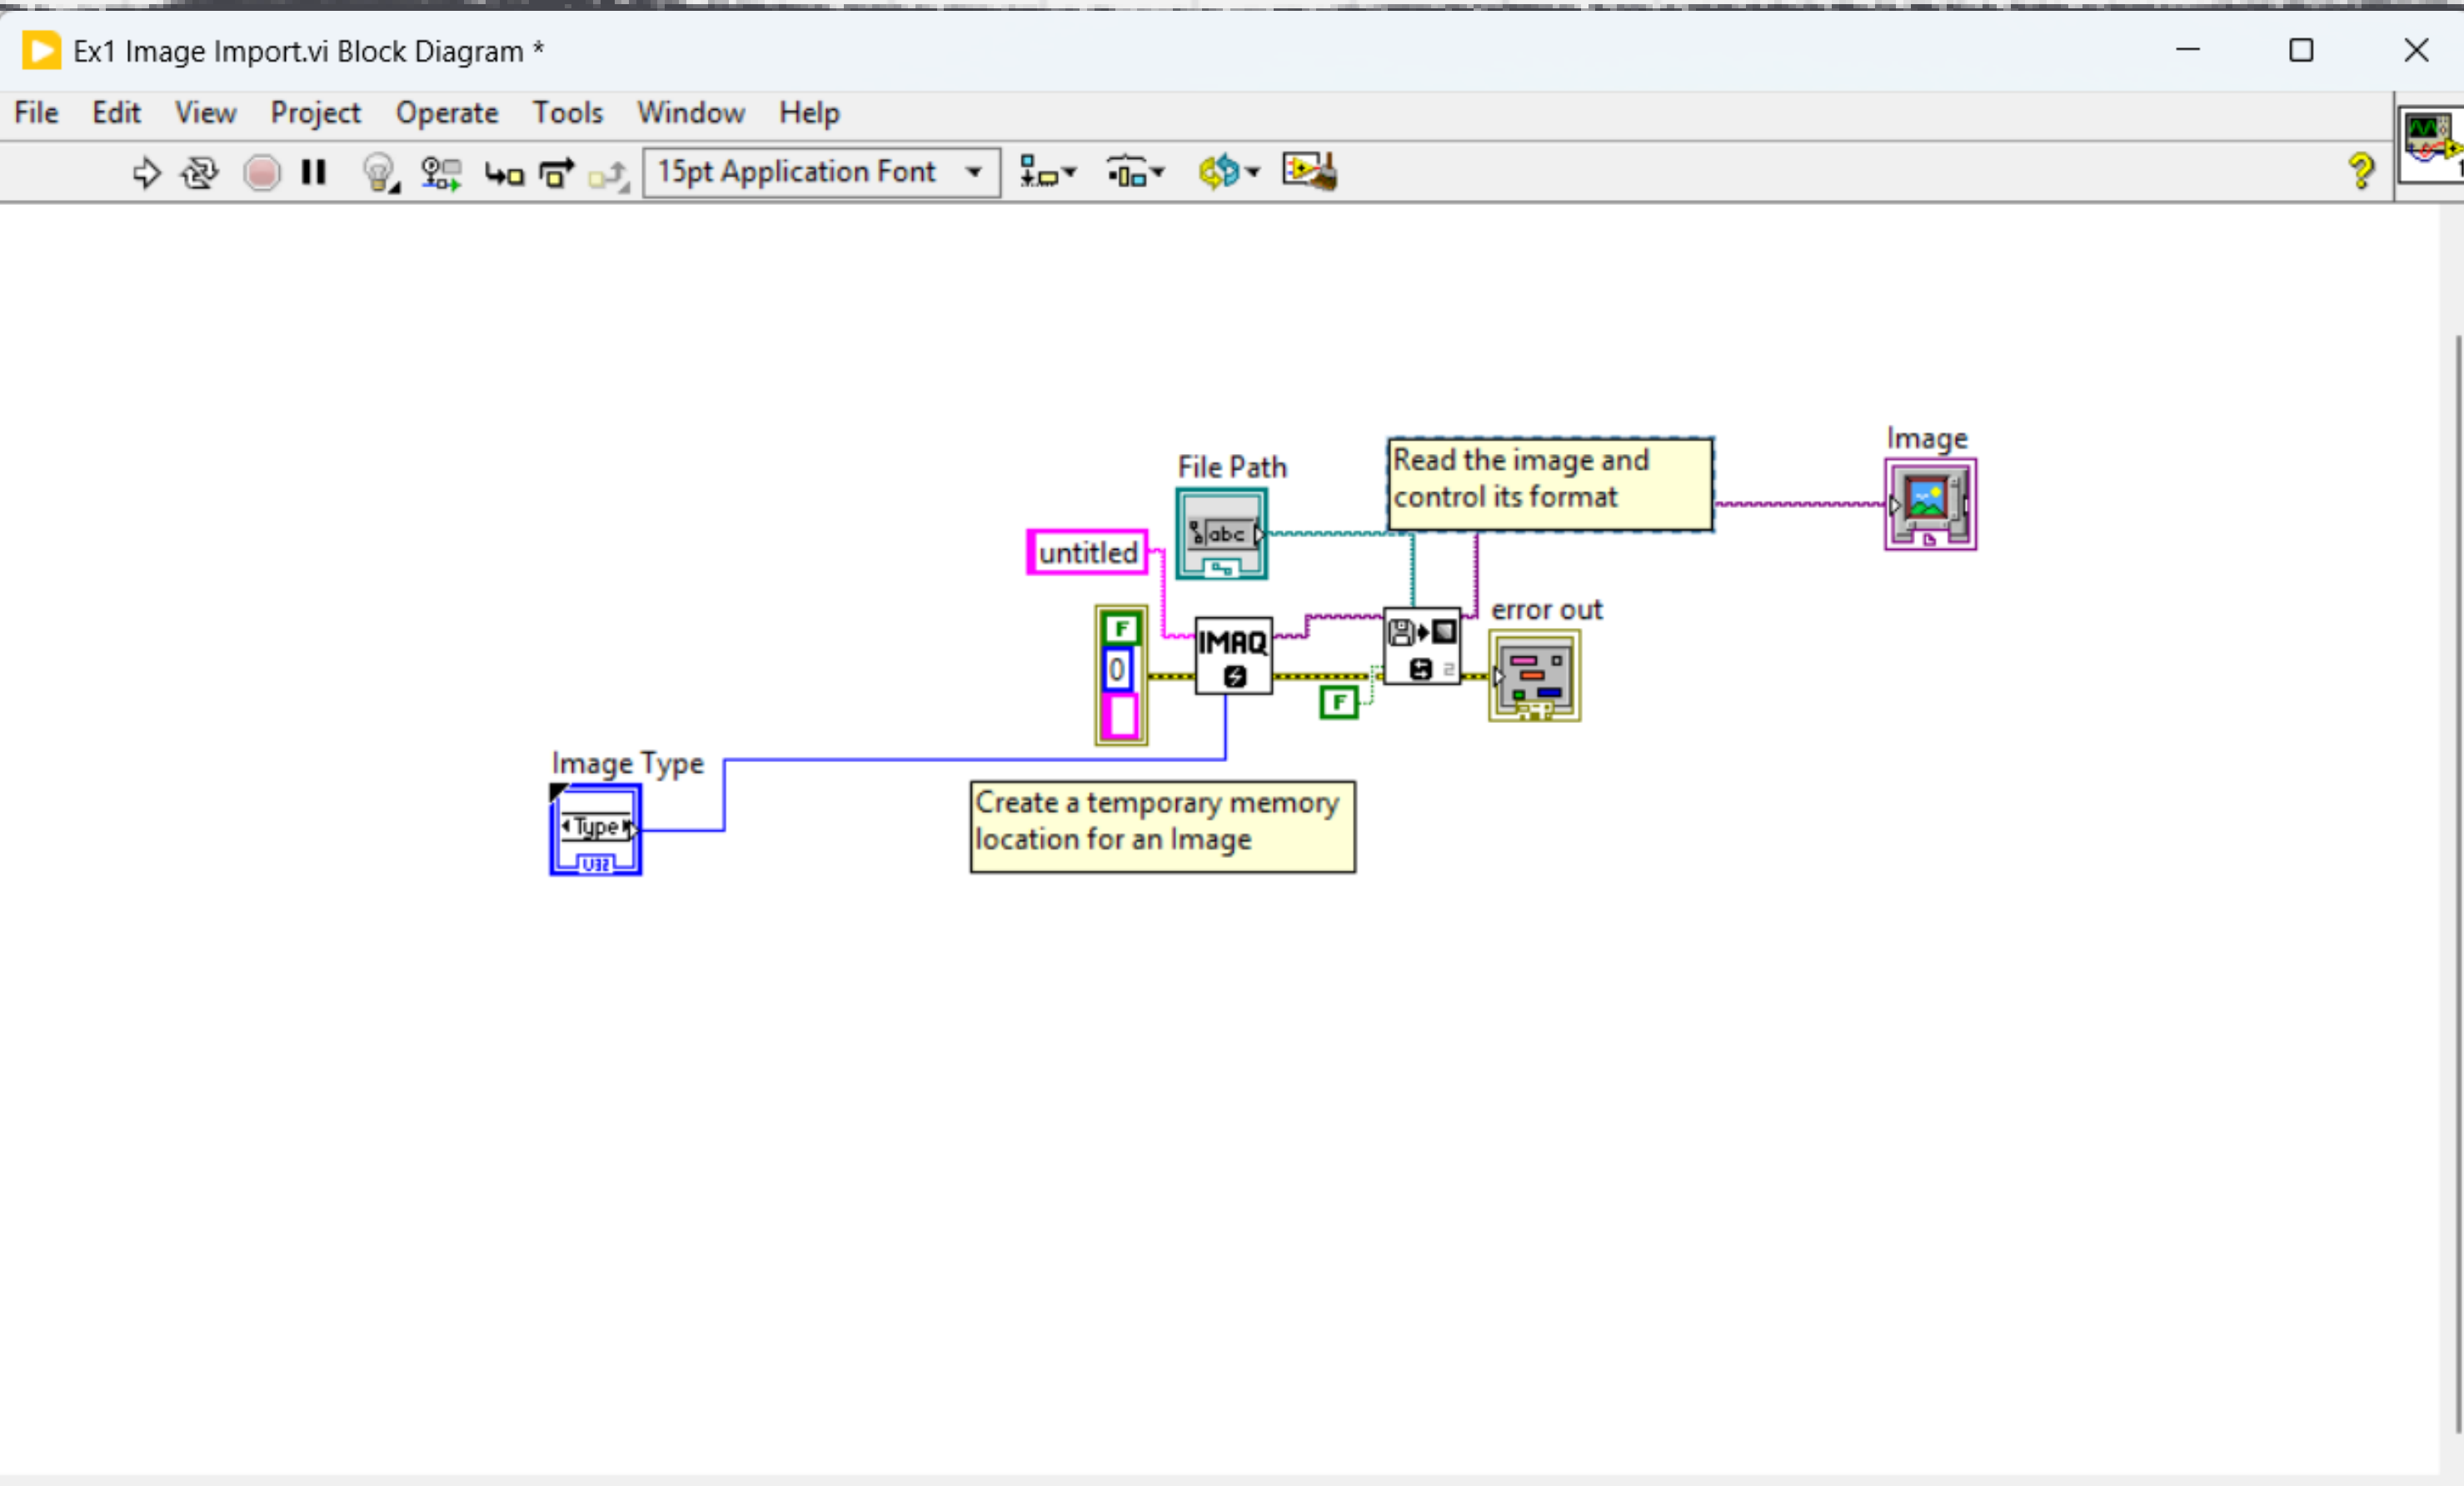 Ex1 Image Import.vi Block Diagram *
File Edit View Project Operate Tools Window Help
15pt Application Font
Image
File Path
Read the image and
control its format
abc
untitled
F
IMAQ
error out
0
2
F
Image Type
Type
U32
Create a temporary memory
location for an Image
1